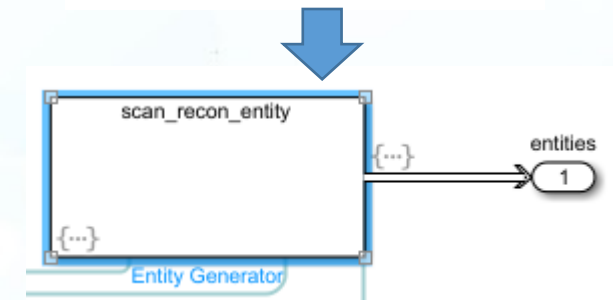 scan_recon_entity
{...}
entities
1
{...}
Entity Generator